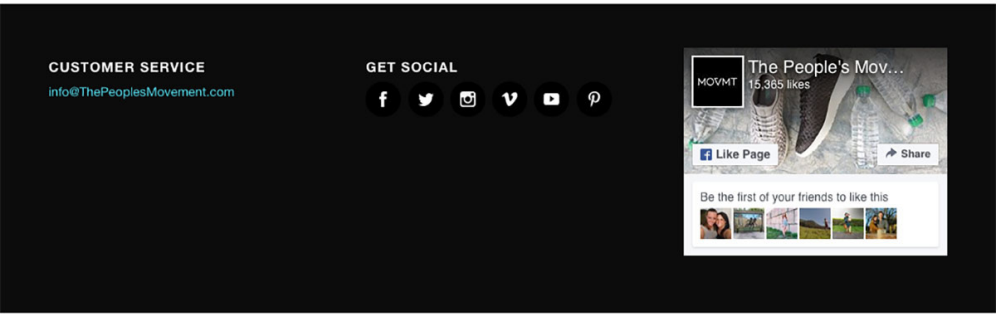 CUSTOMER SERVICE
info@ThePeoplesMovement.com
GET SOCIAL
MOVMT
The People's Mov...
15,365 likes
Like Page
Share
Be the first of your friends to like this